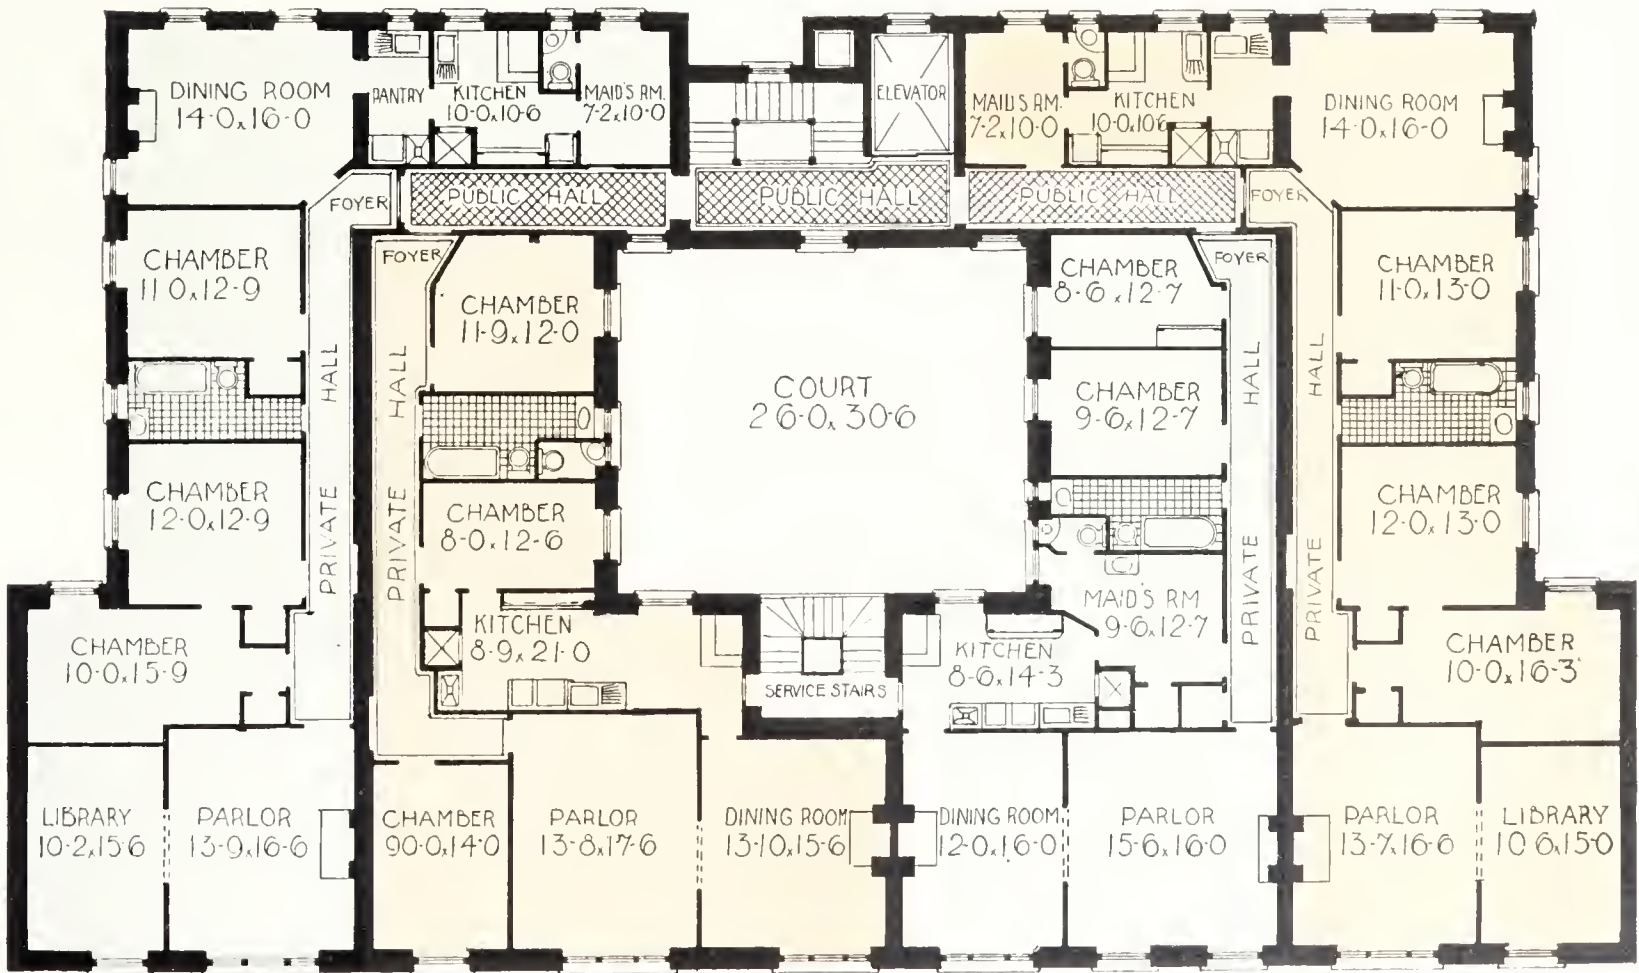 DINING ROOM
14-0x16-0
PANTRY
KITCHEN
10-0x10-6
MAID'S RM.
7-2x10-0
ELEVATOR
MAID'S RM.
7-2x10-0
KITCHEN
10-0x10-6
DINING ROOM
14-0x16-0
FOYER
PUBLIC HALL
PUBLIC HALL
PUBLIC HALL
FOYER
CHAMBER
11-0x12-9
FOYER
CHAMBER
11-9x12-0
CHAMBER
8-6x12-7
FOYER
CHAMBER
11-0x13-0
PRIVATE HALL
PRIVATE HALL
COURT
26-0x30-6
CHAMBER
9-6x12-7
PRIVATE HALL
PRIVATE HALL
CHAMBER
12-0x12-9
CHAMBER
8-0x12-6
CHAMBER
12-0x13-0
CHAMBER
10-0x15-9
KITCHEN
8-9x21-0
SERVICE STAIRS
KITCHEN
8-6x14-3
MAID'S RM
9-6x12-7
CHAMBER
10-0x16-3
LIBRARY
10-2x15-6
PARLOR
13-9x16-6
CHAMBER
90-0x14-0
PARLOR
13-8x17-6
DINING ROOM
13-10x15-6
DINING ROOM
12-0x16-0
PARLOR
15-6x16-0
PARLOR
13-7x16-6
LIBRARY
10-6x15-0